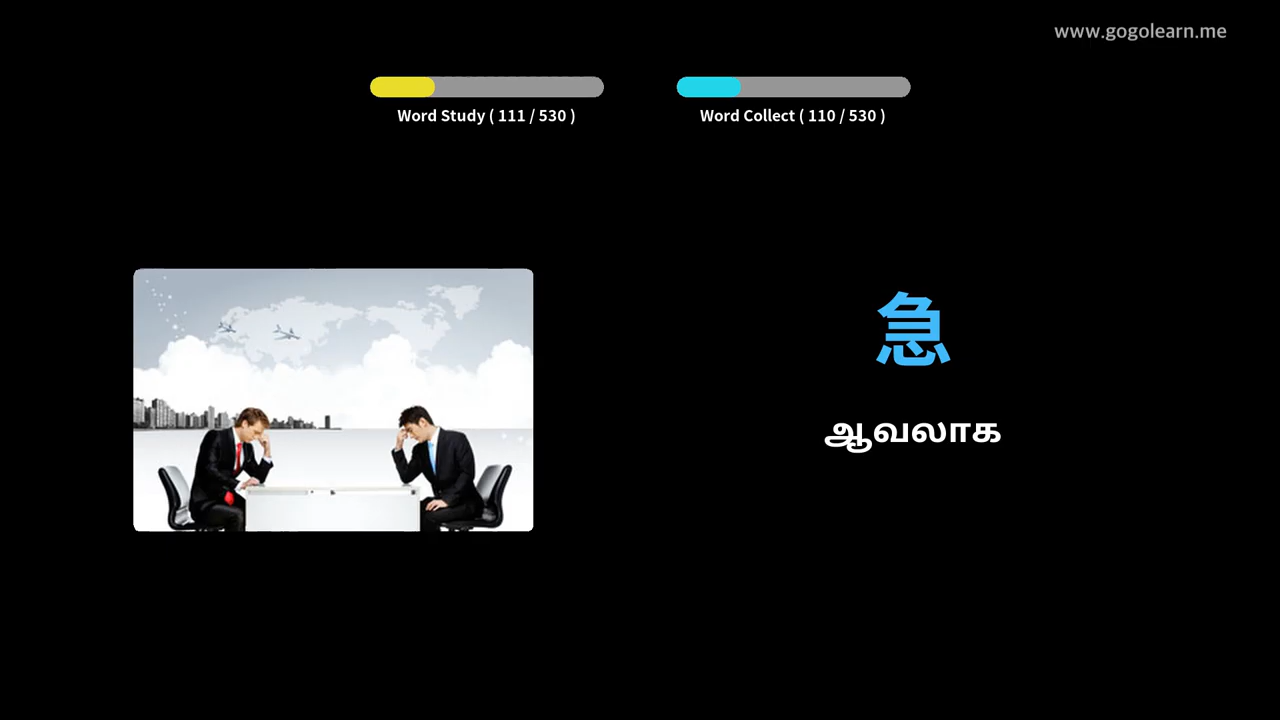 www.gogolearn.me
Word Study ( 111 / 530 )
Word Collect ( 110 / 530 )
急
ஆவலாக